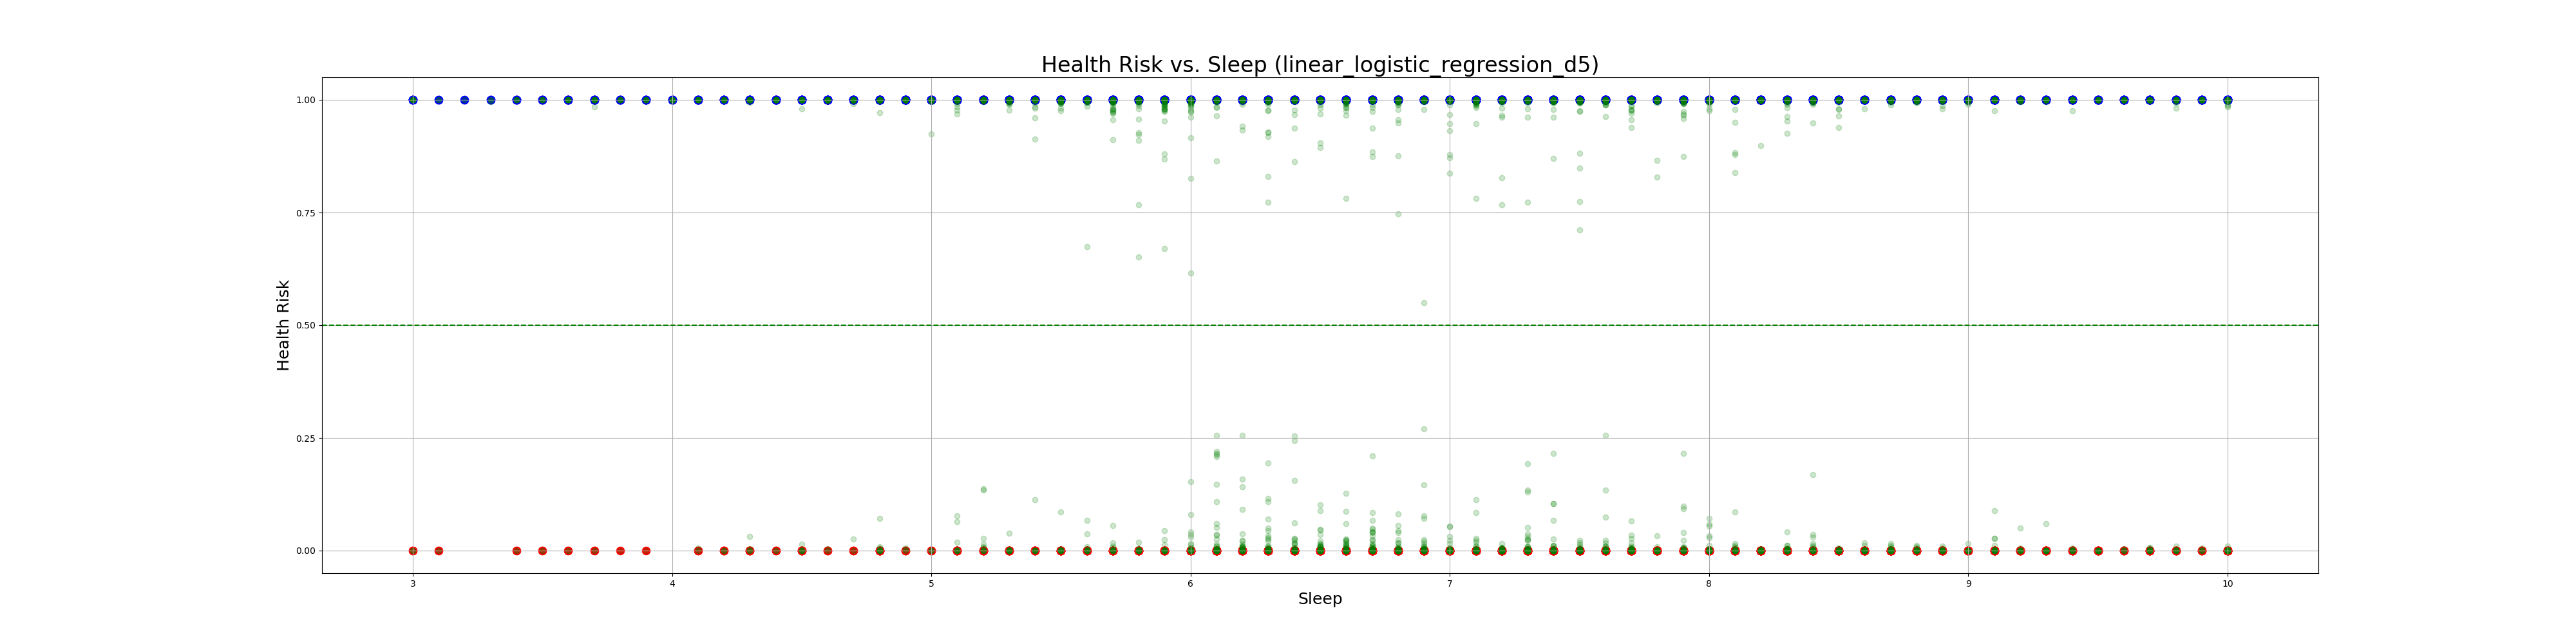 Health Risk vs. Sleep (linear_logistic_regression_d5)
Health Risk
1.00
0.75
0.50
0.25
0.00
3 4 5 6 7 8 9 10
Sleep